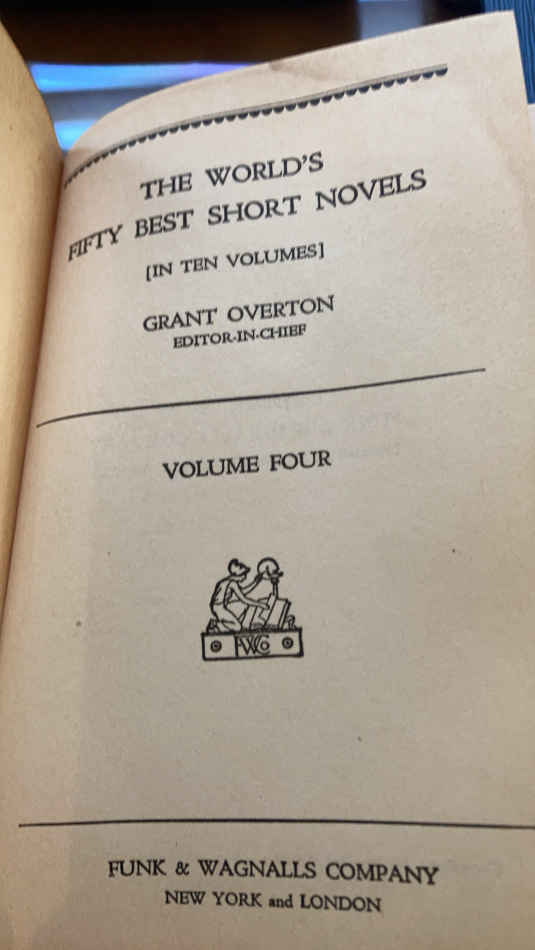 THE WORLD'S
FIFTY BEST SHORT NOVELS
[IN TEN VOLUMES]
GRANT OVERTON
EDITOR-IN-CHIEF
VOLUME FOUR
FWCo
FUNK & WAGNALLS COMPANY
NEW YORK and LONDON